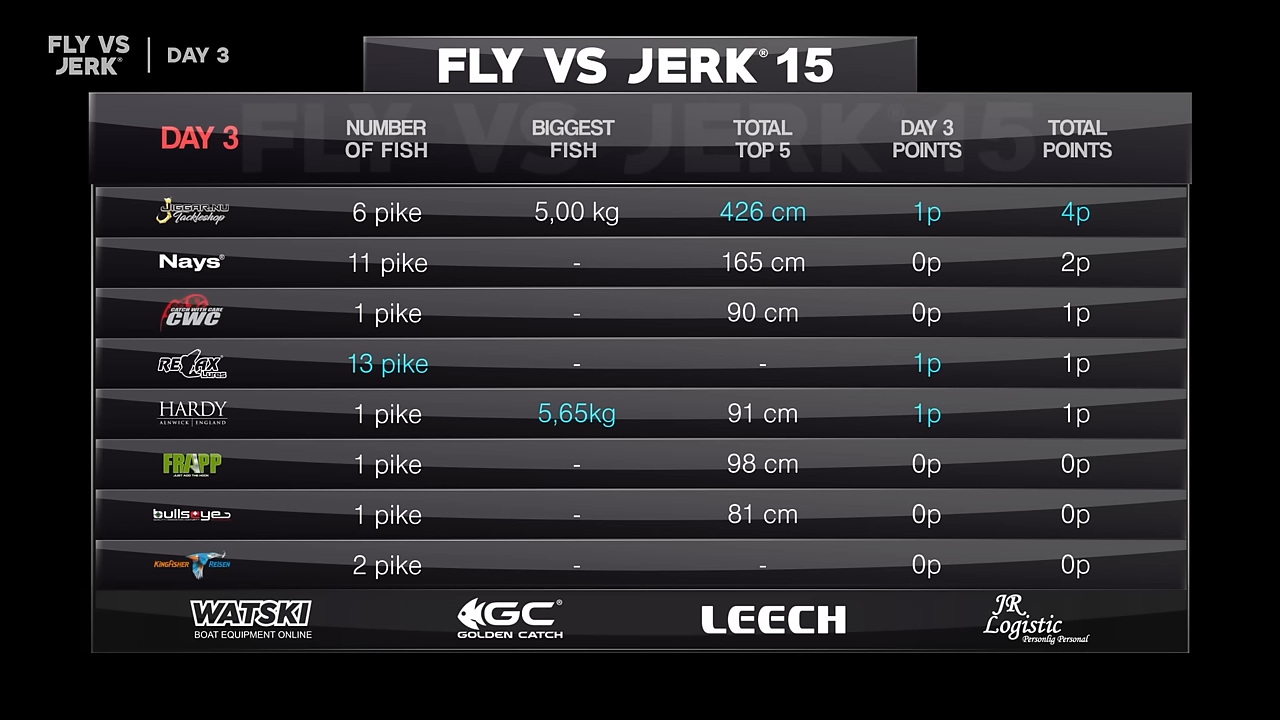 FLY VS
JERK® | DAY 3
FLY VS JERK® 15
DAY 3 NUMBER OF FISH BIGGEST FISH TOTAL TOP 5 DAY 3 POINTS TOTAL POINTS
JIGGAR.NU Tackleshop 6 pike 5,00 kg 426 cm 1p 4p
Nays® 11 pike - 165 cm 0p 2p
CATCH WITH CARE CWC 1 pike - 90 cm 0p 1p
RELAX Lures 13 pike - - 1p 1p
HARDY ALNWICK | ENGLAND 1 pike 5,65kg 91 cm 1p 1p
FRAPP JUST ADD THE HOOK 1 pike - 98 cm 0p 0p
bullseye 1 pike - 81 cm 0p 0p
KINGFISHER REISEN 2 pike - - 0p 0p
WATSKI GC® LEECH JR
BOAT EQUIPMENT ONLINE GOLDEN CATCH Logistic
Personlig Personal